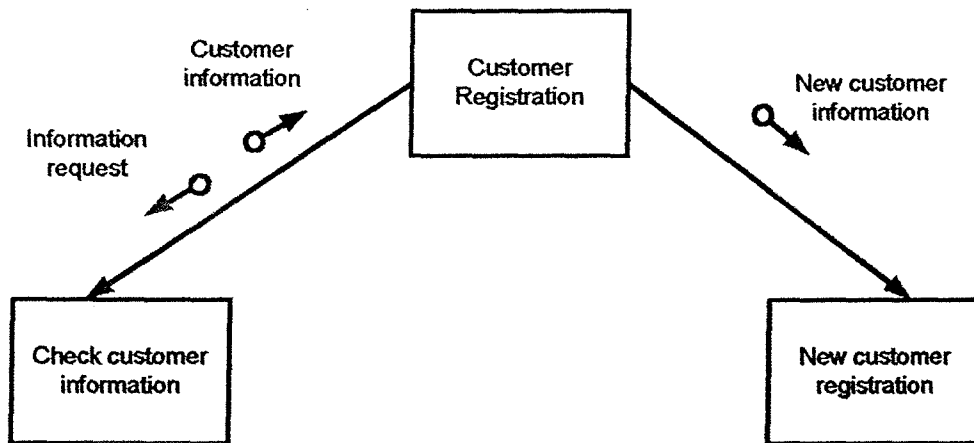 Customer
information
Customer
Registration
New customer
information
Information
request
Check customer
information
New customer
registration